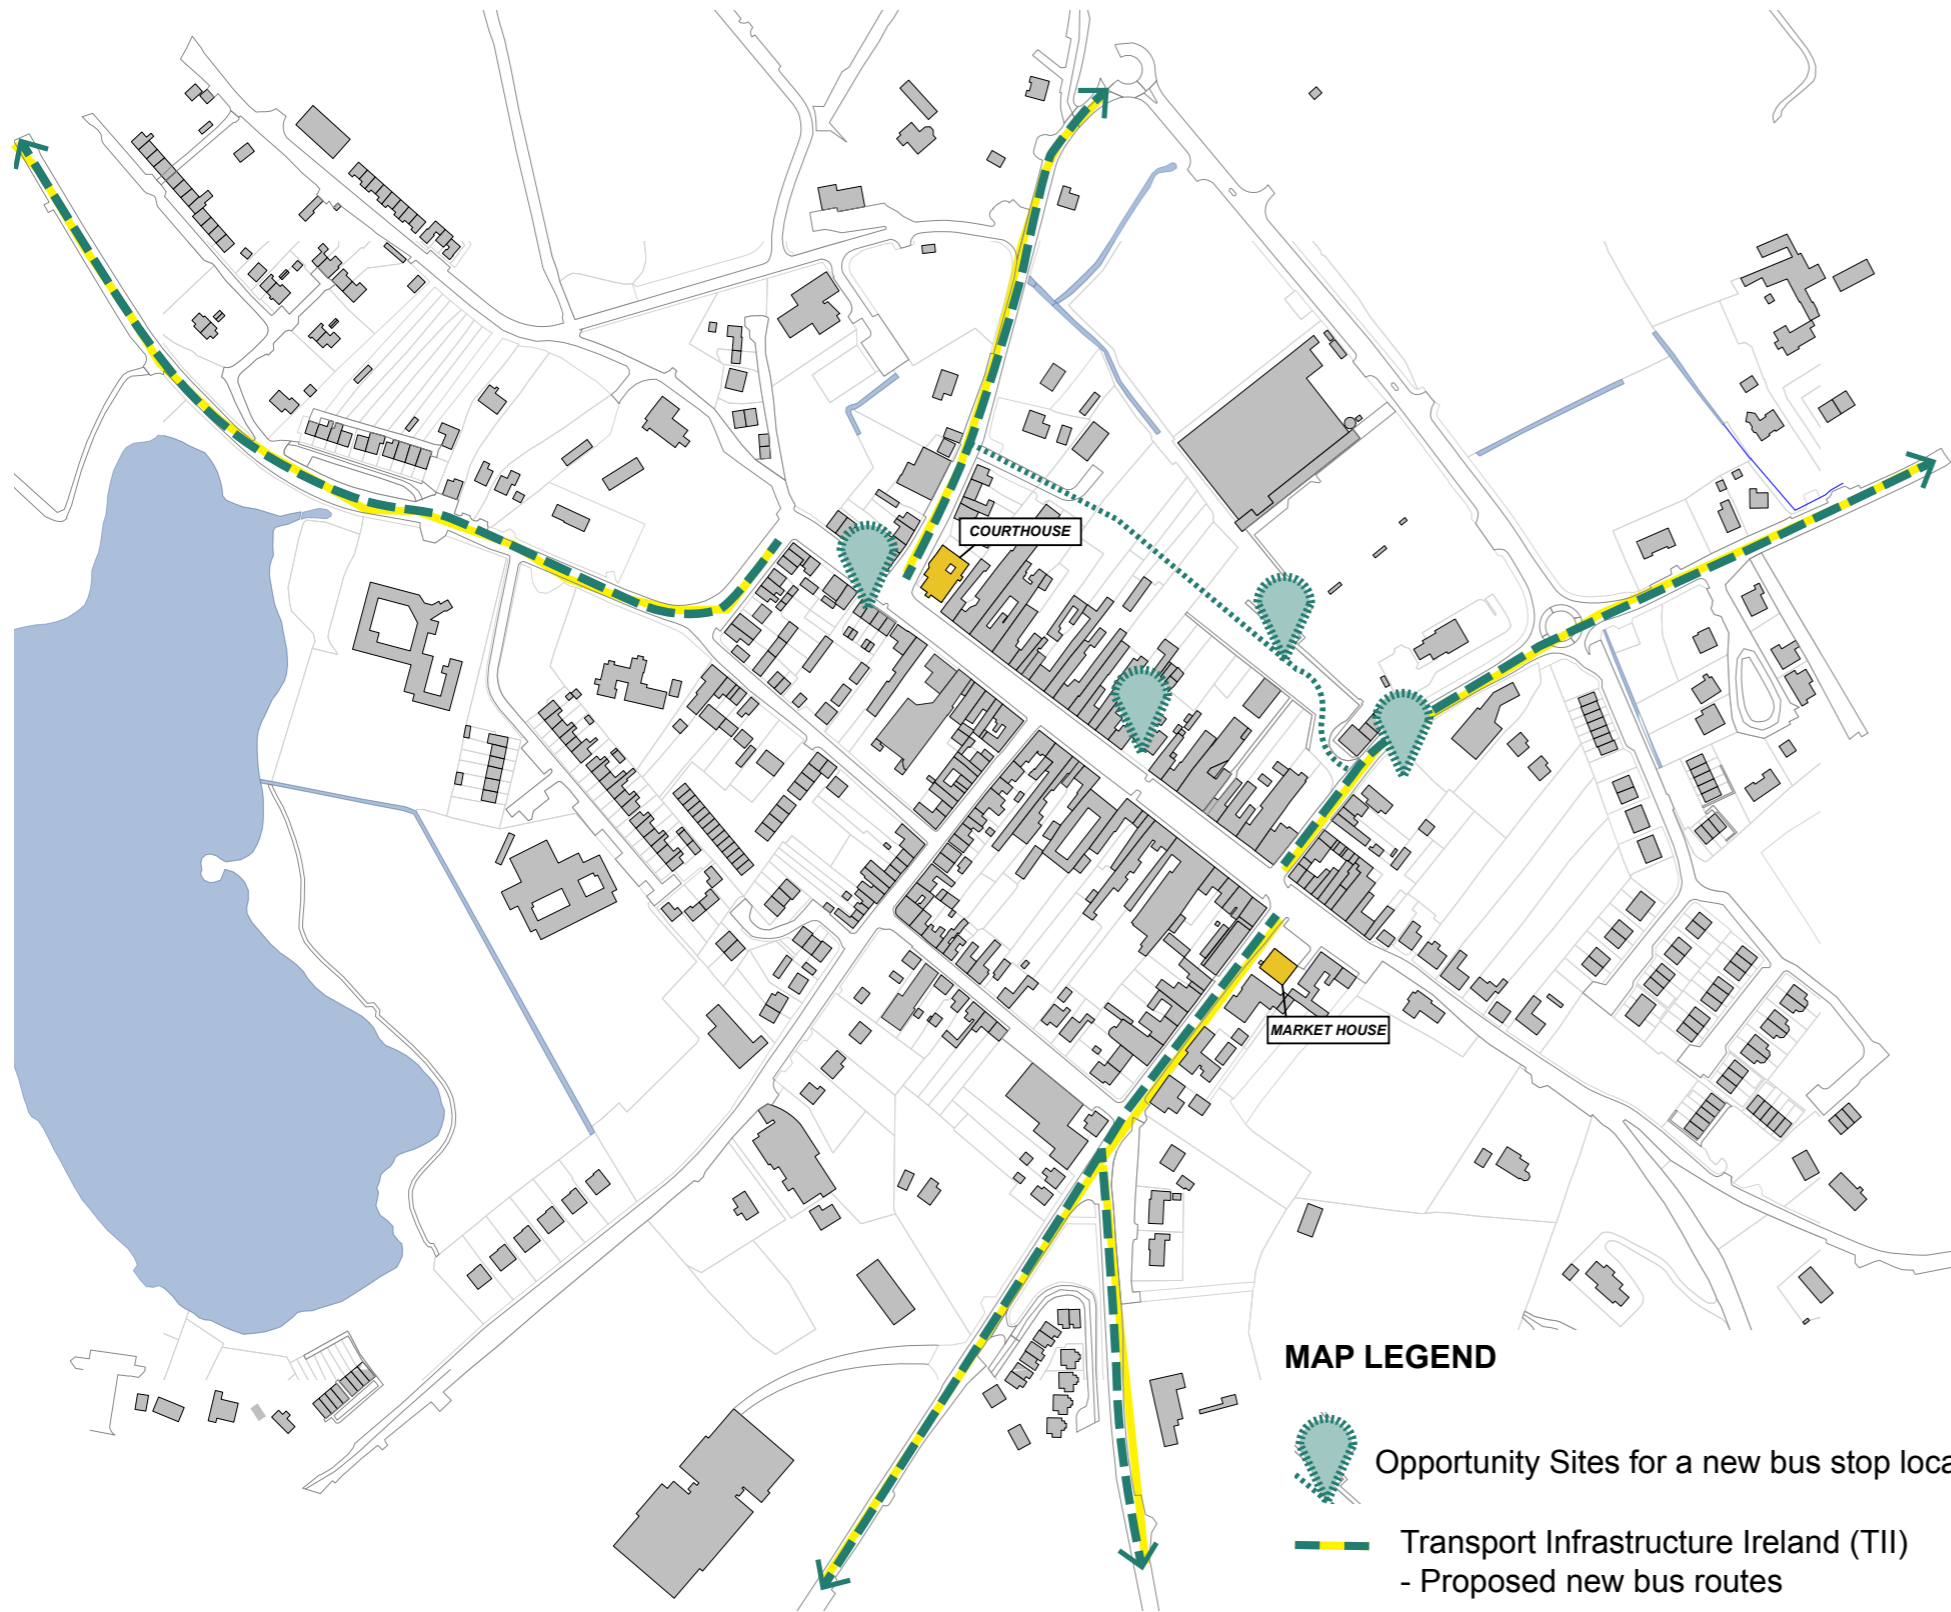 COURTHOUSE
MARKET HOUSE
MAP LEGEND
Opportunity Sites for a new bus stop loca
Transport Infrastructure Ireland (TII)
- Proposed new bus routes